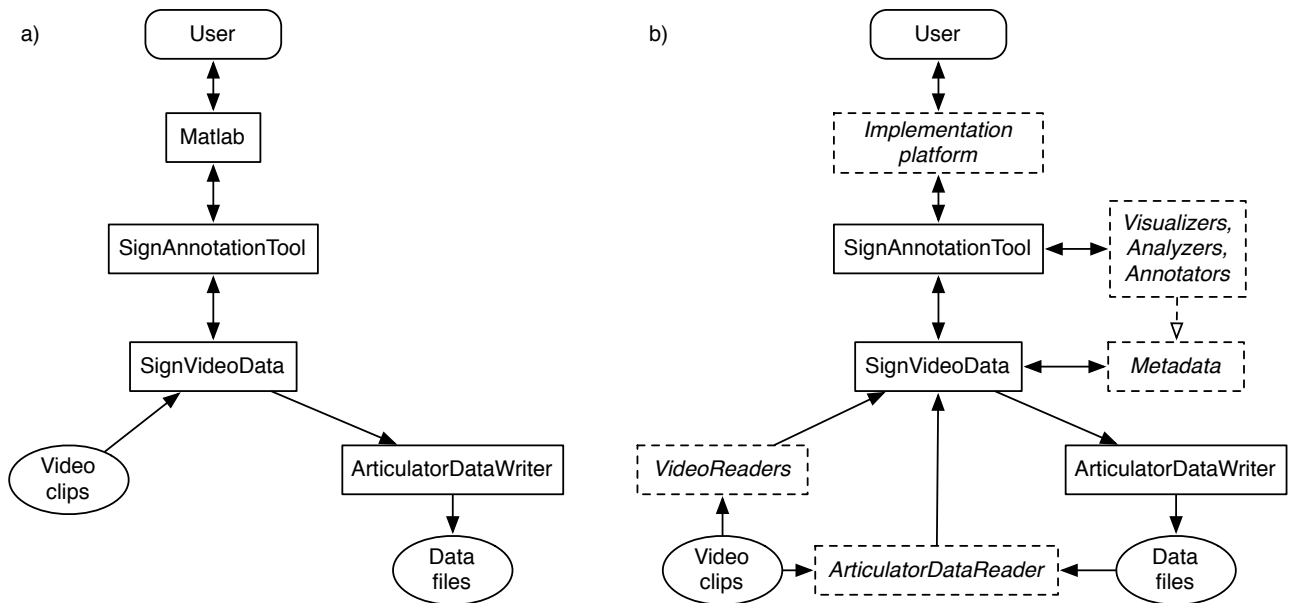 a)
User
Matlab
SignAnnotationTool
SignVideoData
Video
clips
ArticulatorDataWriter
Data
files
b)
User
Implementation
platform
SignAnnotationTool
Visualizers,
Analyzers,
Annotators
SignVideoData
Metadata
VideoReaders
ArticulatorDataWriter
Video
clips
ArticulatorDataReader
Data
files